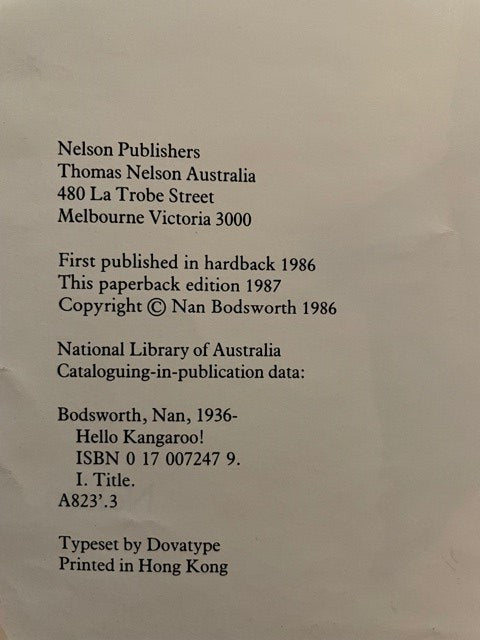 Nelson Publishers
Thomas Nelson Australia
480 La Trobe Street
Melbourne Victoria 3000
First published in hardback 1986
This paperback edition 1987
Copyright © Nan Bodsworth 1986
National Library of Australia
Cataloguing-in-publication data:
Bodsworth, Nan, 1936-
Hello Kangaroo!
ISBN 0 17 007247 9.
I. Title.
A823'.3
Typeset by Dovatype
Printed in Hong Kong